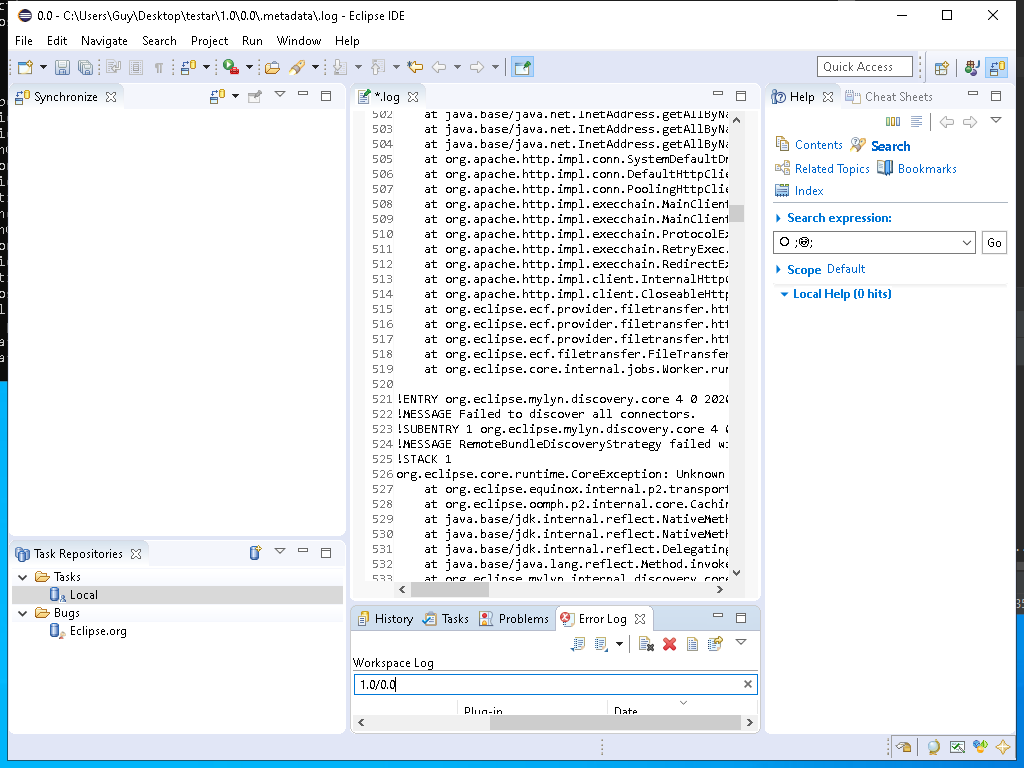 0.0 - C:\Users\Guy\Desktop\testar\1.0\0.0\.metadata\.log - Eclipse IDE
File Edit Navigate Search Project Run Window Help
Quick Access
Synchronize
*.log
Help
Cheat Sheets
502 at java.base/java.net.InetAddress.getAllByNa
503 at java.base/java.net.InetAddress.getAllByNa
504 at java.base/java.net.InetAddress.getAllByNa
505 at org.apache.http.impl.conn.SystemDefaultDn
506 at org.apache.http.impl.conn.DefaultHttpClie
507 at org.apache.http.impl.conn.PoolingHttpClie
508 at org.apache.http.impl.execchain.MainClient
509 at org.apache.http.impl.execchain.MainClient
510 at org.apache.http.impl.execchain.ProtocolEx
511 at org.apache.http.impl.execchain.RetryExec.
512 at org.apache.http.impl.execchain.RedirectEx
513 at org.apache.http.impl.client.InternalHttpC
514 at org.apache.http.impl.client.CloseableHttp
515 at org.eclipse.ecf.provider.filetransfer.htt
516 at org.eclipse.ecf.provider.filetransfer.htt
517 at org.eclipse.ecf.provider.filetransfer.htt
518 at org.eclipse.ecf.filetransfer.FileTransfer
519 at org.eclipse.core.internal.jobs.Worker.run
520
521 !ENTRY org.eclipse.mylyn.discovery.core 4 0 2020
522 !MESSAGE Failed to discover all connectors.
523 !SUBENTRY 1 org.eclipse.mylyn.discovery.core 4 0
524 !MESSAGE RemoteBundleDiscoveryStrategy failed wi
525 !STACK 1
526 org.eclipse.core.runtime.CoreException: Unknown
527 at org.eclipse.equinox.internal.p2.transport
528 at org.eclipse.oomph.p2.internal.core.Cachin
529 at java.base/jdk.internal.reflect.NativeMeth
530 at java.base/jdk.internal.reflect.NativeMeth
531 at java.base/jdk.internal.reflect.Delegating
532 at java.base/java.lang.reflect.Method.invoke
533 at org.eclipse.mylyn.internal.discovery.core
Contents
Search
Related Topics
Bookmarks
Index
Search expression:
Go
Scope Default
Local Help (0 hits)
Task Repositories
Tasks
Local
Bugs
Eclipse.org
History Tasks Problems Error Log
Workspace Log
1.0/0.0
Plug-in Date